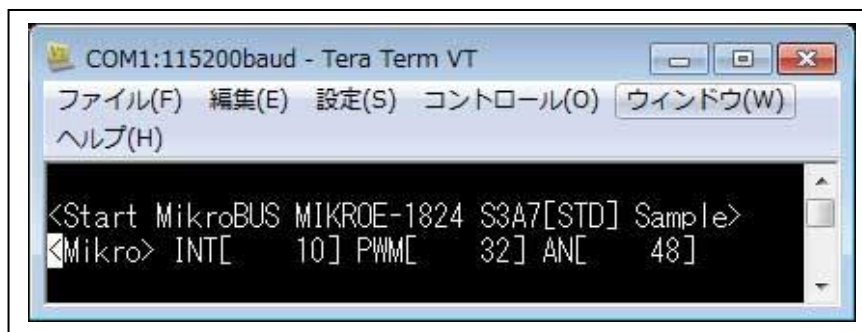 COM1:115200baud - Tera Term VT
ファイル(F) 編集(E) 設定(S) コントロール(O) ウィンドウ(W)
ヘルプ(H)
<Start MikroBUS MIKROE-1824 S3A7[STD] Sample>
<Mikro> INT[ 10] PWM[ 32] AN[ 48]